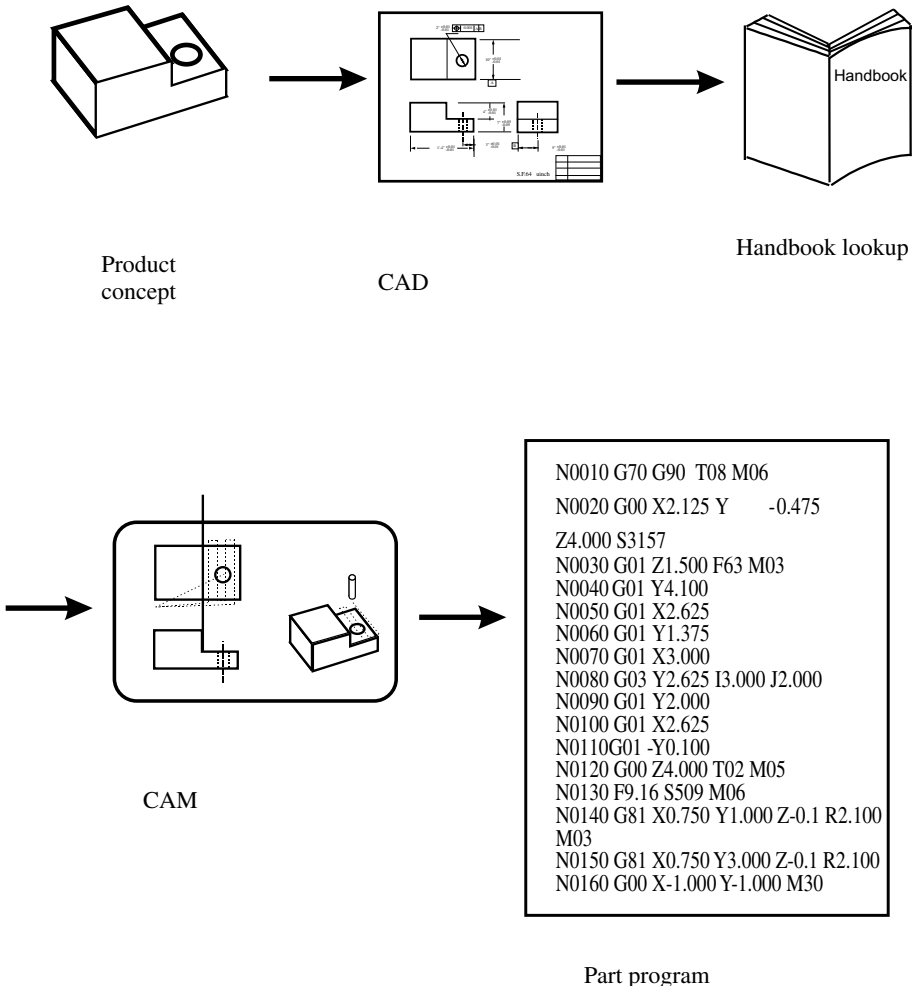 Handbook
S.F.64 uinch
Product
concept
CAD
Handbook lookup
CAM
N0010 G70 G90 T08 M06
N0020 G00 X2.125 Y -0.475
Z4.000 S3157
N0030 G01 Z1.500 F63 M03
N0040 G01 Y4.100
N0050 G01 X2.625
N0060 G01 Y1.375
N0070 G01 X3.000
N0080 G03 Y2.625 I3.000 J2.000
N0090 G01 Y2.000
N0100 G01 X2.625
N0110G01 -Y0.100
N0120 G00 Z4.000 T02 M05
N0130 F9.16 S509 M06
N0140 G81 X0.750 Y1.000 Z-0.1 R2.100
M03
N0150 G81 X0.750 Y3.000 Z-0.1 R2.100
N0160 G00 X-1.000 Y-1.000 M30
Part program